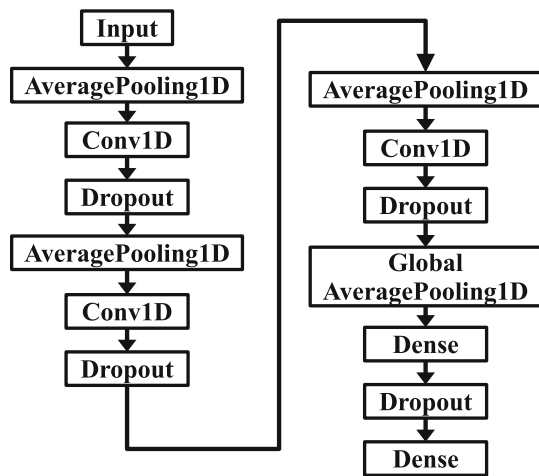 Input
AveragePooling1D
Conv1D
Dropout
AveragePooling1D
Conv1D
Dropout
AveragePooling1D
Conv1D
Dropout
Global
AveragePooling1D
Dense
Dropout
Dense